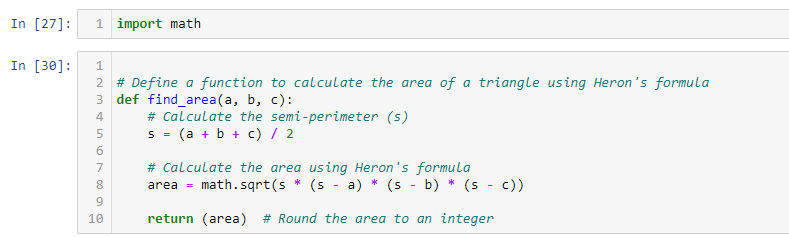 In [27]: 1 import math
In [30]: 1
2 # Define a function to calculate the area of a triangle using Heron's formula
3 def find_area(a, b, c):
4     # Calculate the semi-perimeter (s)
5     s = (a + b + c) / 2
6
7     # Calculate the area using Heron's formula
8     area = math.sqrt(s * (s - a) * (s - b) * (s - c))
9
10     return (area)  # Round the area to an integer